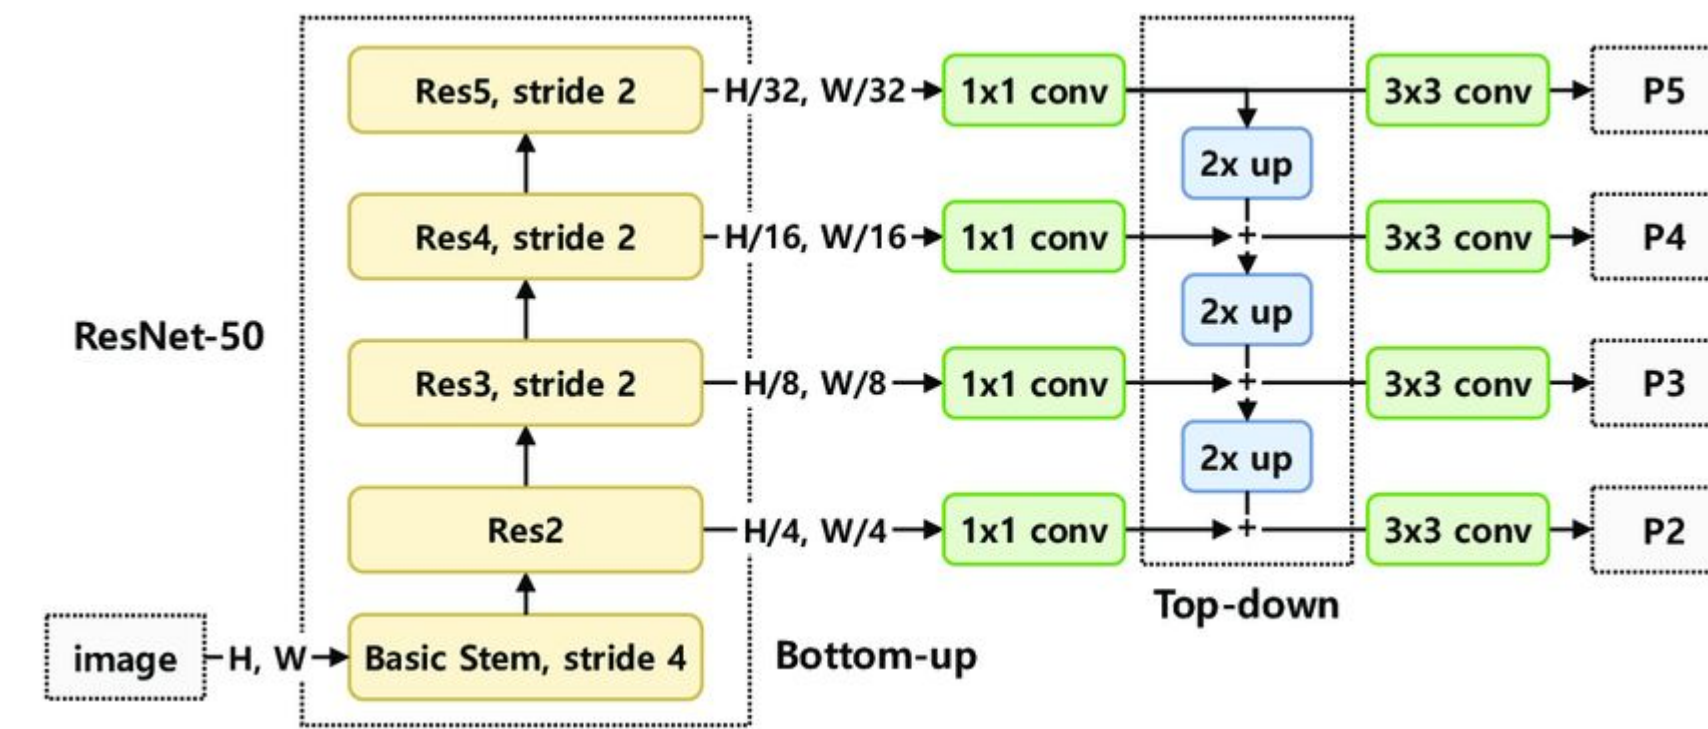 Res5, stride 2 H/32, W/32 1x1 conv 3x3 conv P5
2x up
Res4, stride 2 H/16, W/16 1x1 conv + 3x3 conv P4
2x up
ResNet-50
Res3, stride 2 H/8, W/8 1x1 conv + 3x3 conv P3
2x up
Res2 H/4, W/4 1x1 conv + 3x3 conv P2
Top-down
image H, W Basic Stem, stride 4 Bottom-up